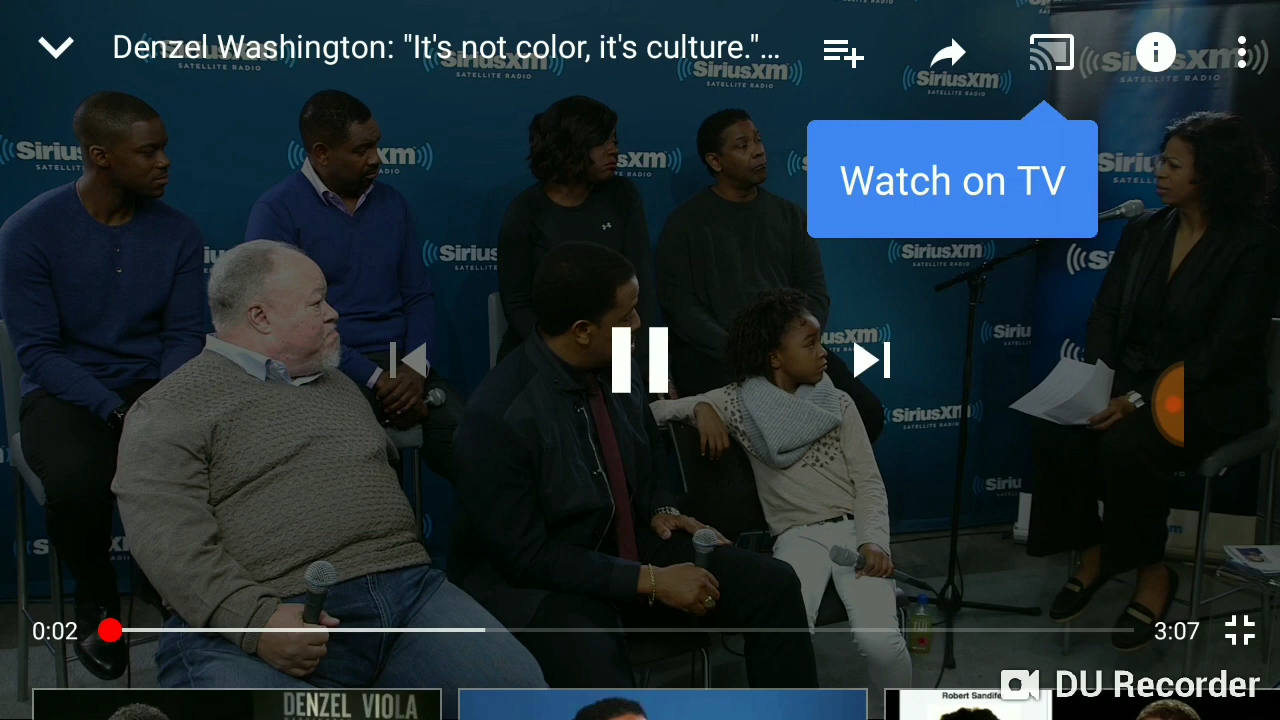 Denzel Washington: "It's not color, it's culture."...
((SiriusXM))
SATELLITE RADIO
Watch on TV
0:02
3:07
DU Recorder
DENZEL VIOLA
Robert Sandife